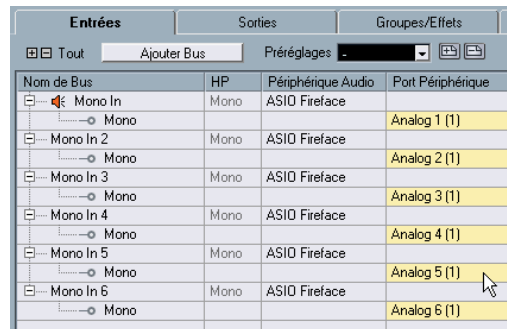 Entrées Sorties Groupes/Effets
Tout Ajouter Bus Préréglages -
Nom de Bus HP Périphérique Audio Port Périphérique
Mono In Mono ASIO Fireface
Mono Analog 1 (1)
Mono In 2 Mono ASIO Fireface
Mono Analog 2 (1)
Mono In 3 Mono ASIO Fireface
Mono Analog 3 (1)
Mono In 4 Mono ASIO Fireface
Mono Analog 4 (1)
Mono In 5 Mono ASIO Fireface
Mono Analog 5 (1)
Mono In 6 Mono ASIO Fireface
Mono Analog 6 (1)